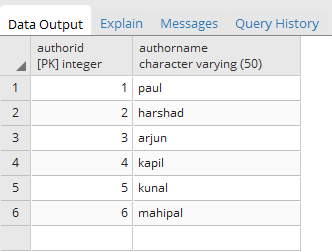 Data Output Explain Messages Query History
authorid authorname
[PK] integer character varying (50)
1 1 paul
2 2 harshad
3 3 arjun
4 4 kapil
5 5 kunal
6 6 mahipal